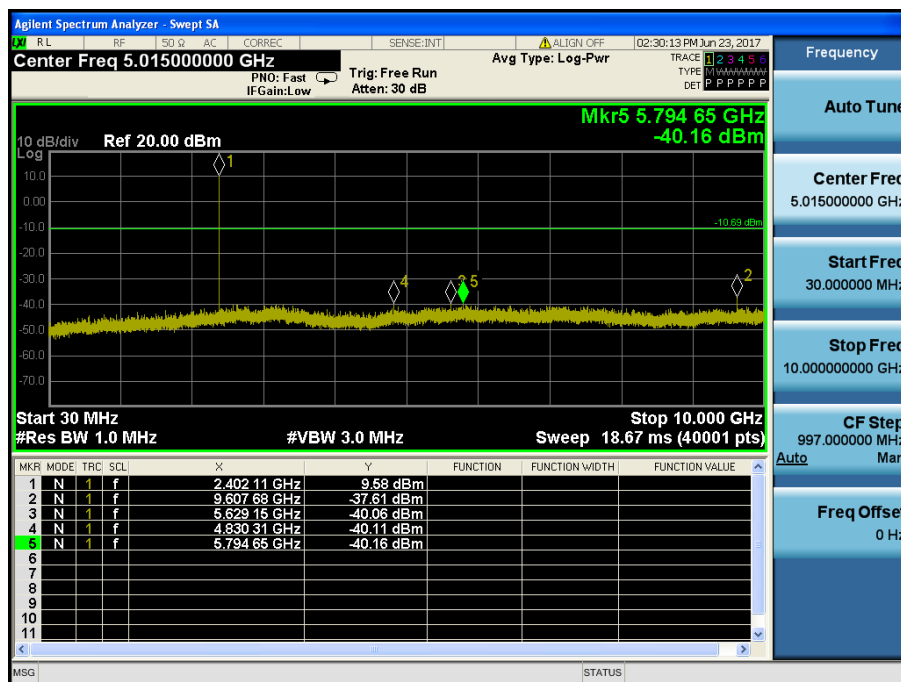 Agilent Spectrum Analyzer - Swept SA
LXI RL RF 50 Ω AC CORREC SENSE:INT ALIGN OFF 02:30:13 PM Jun 23, 2017
Center Freq 5.015000000 GHz
PNO: Fast
IFGain:Low
Trig: Free Run
Atten: 30 dB
Avg Type: Log-Pwr
TRACE 1 2 3 4 5 6
TYPE MWWWWW
DET P P P P P P
Mkr5 5.794 65 GHz
-40.16 dBm
10 dB/div Ref 20.00 dBm
Log
10.0
0.00
-10.0
-20.0
-30.0
-40.0
-50.0
-60.0
-70.0
-10.69 dBm
1
4
5
2
Start 30 MHz Stop 10.000 GHz
#Res BW 1.0 MHz #VBW 3.0 MHz Sweep 18.67 ms (40001 pts)
MKR MODE TRC SCL X Y FUNCTION FUNCTION WIDTH FUNCTION VALUE
1 N 1 f 2.402 11 GHz 9.58 dBm
2 N 1 f 9.607 68 GHz -37.61 dBm
3 N 1 f 5.629 15 GHz -40.06 dBm
4 N 1 f 4.830 31 GHz -40.11 dBm
5 N 1 f 5.794 65 GHz -40.16 dBm
6
7
8
9
10
11
MSG STATUS
Frequency
Auto Tune
Center Freq
5.015000000 GHz
Start Freq
30.000000 MHz
Stop Freq
10.000000000 GHz
CF Step
997.000000 MHz
Auto Man
Freq Offset
0 Hz